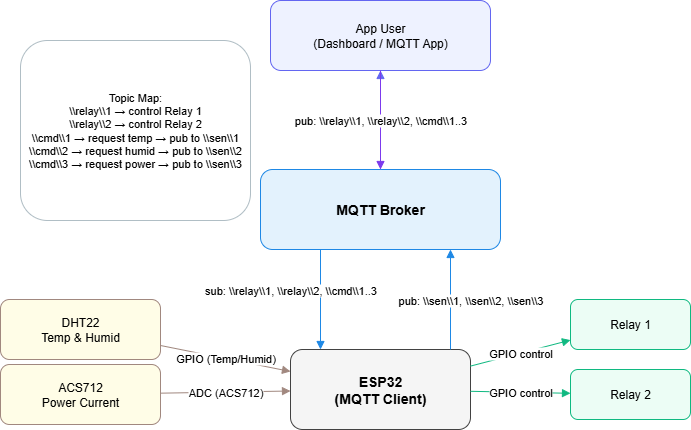 App User
(Dashboard / MQTT App)
Topic Map:
\\relay\\1 → control Relay 1
\\relay\\2 → control Relay 2
\\cmd\\1 → request temp → pub to \\sen\\1
\\cmd\\2 → request humid → pub to \\sen\\2
\\cmd\\3 → request power → pub to \\sen\\3
pub: \\relay\\1, \\relay\\2, \\cmd\\1..3
MQTT Broker
sub: \\relay\\1, \\relay\\2, \\cmd\\1..3
pub: \\sen\\1, \\sen\\2, \\sen\\3
DHT22
Temp & Humid
GPIO (Temp/Humid)
ACS712
Power Current
ADC (ACS712)
ESP32
(MQTT Client)
GPIO control
Relay 1
GPIO control
Relay 2